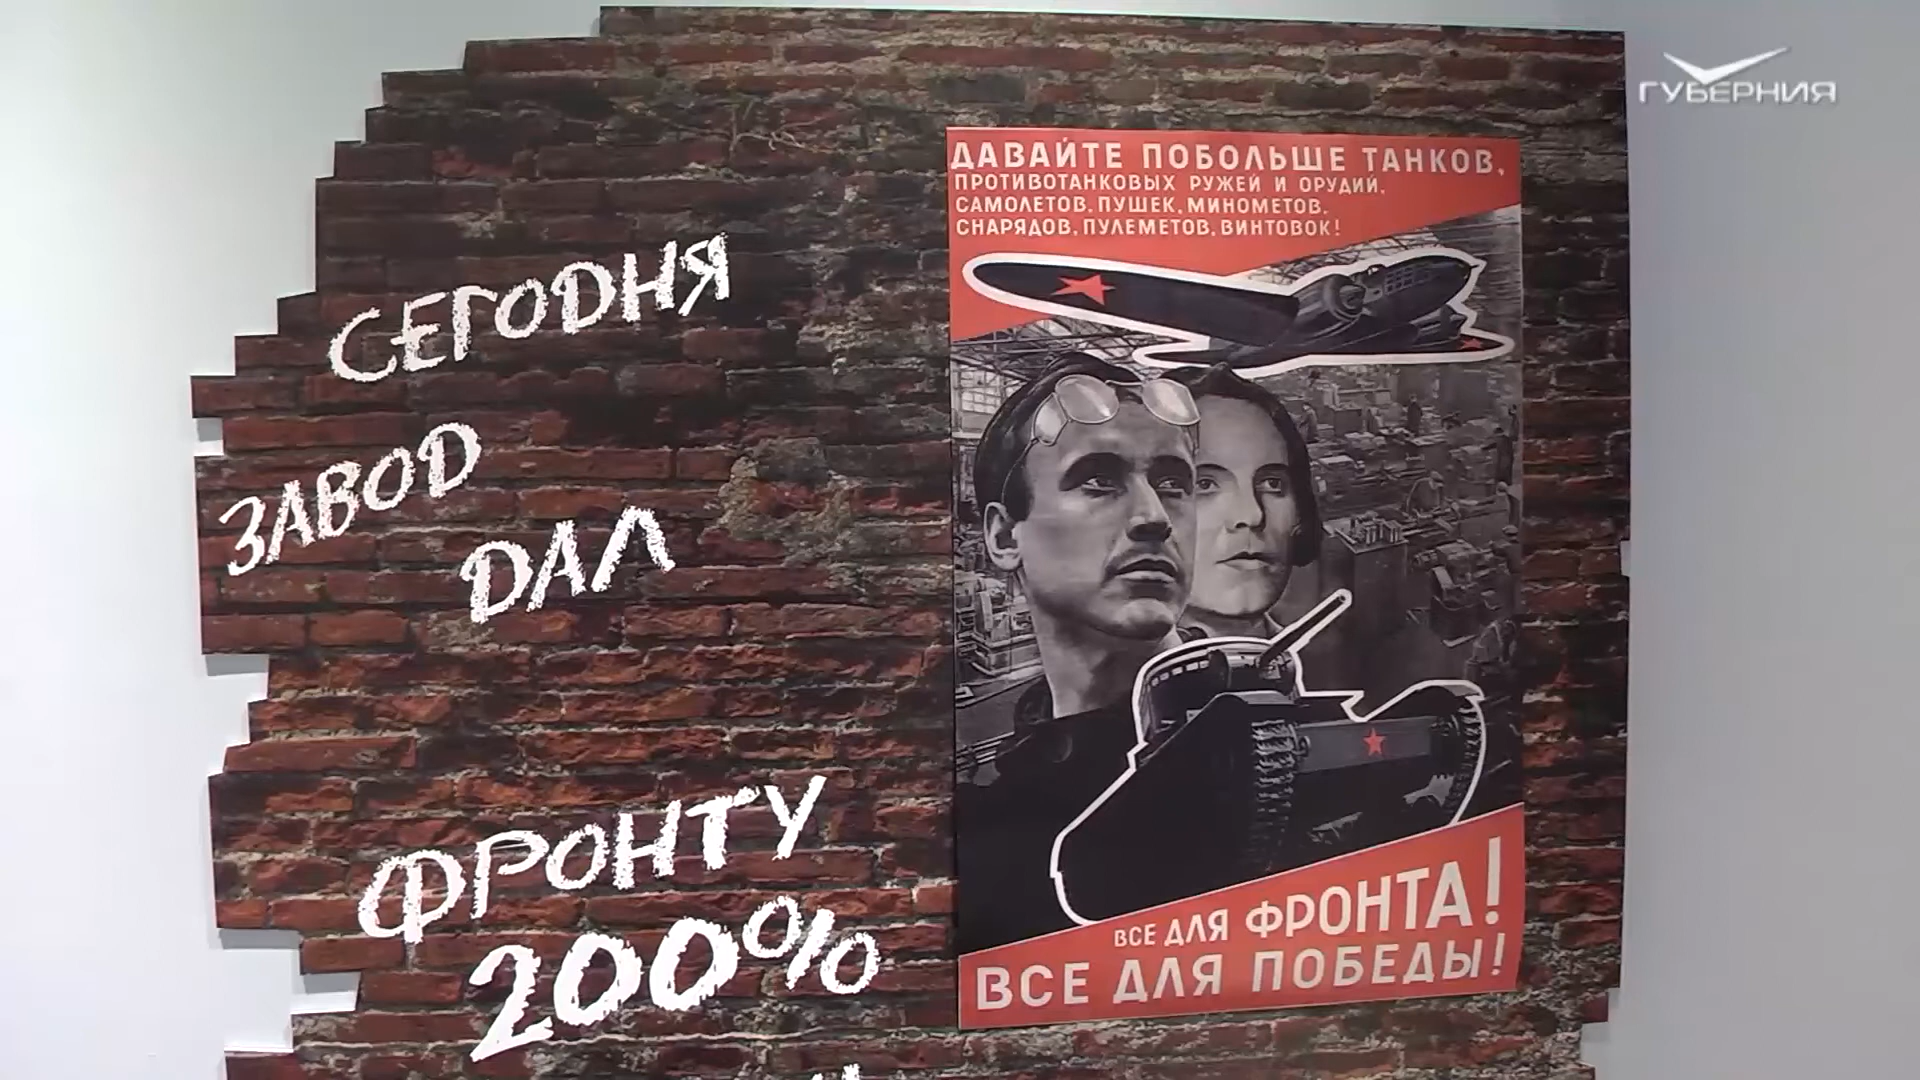 ГУБЕРНИЯ
СЕГОДНЯ
ЗАВОД
ДАЛ
ФРОНТУ
200%
ДАВАЙТЕ ПОБОЛЬШЕ ТАНКОВ,
ПРОТИВОТАНКОВЫХ РУЖЕЙ И ОРУДИЙ,
САМОЛЕТОВ, ПУШЕК, МИНОМЕТОВ,
СНАРЯДОВ, ПУЛЕМЕТОВ, ВИНТОВОК!
ВСЕ ДЛЯ ФРОНТА!
ВСЕ ДЛЯ ПОБЕДЫ!